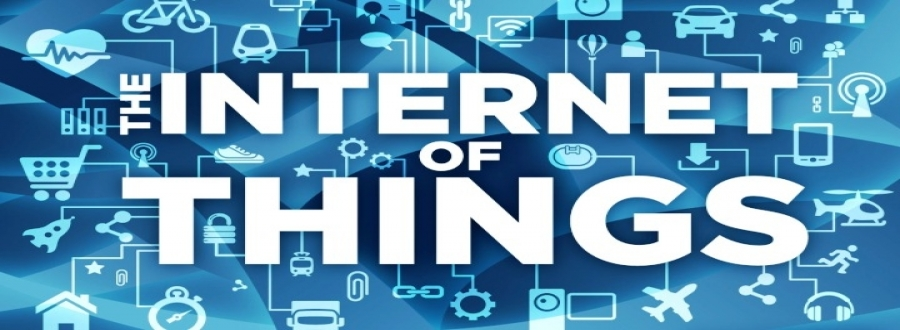 THE INTERNET
OF
THINGS